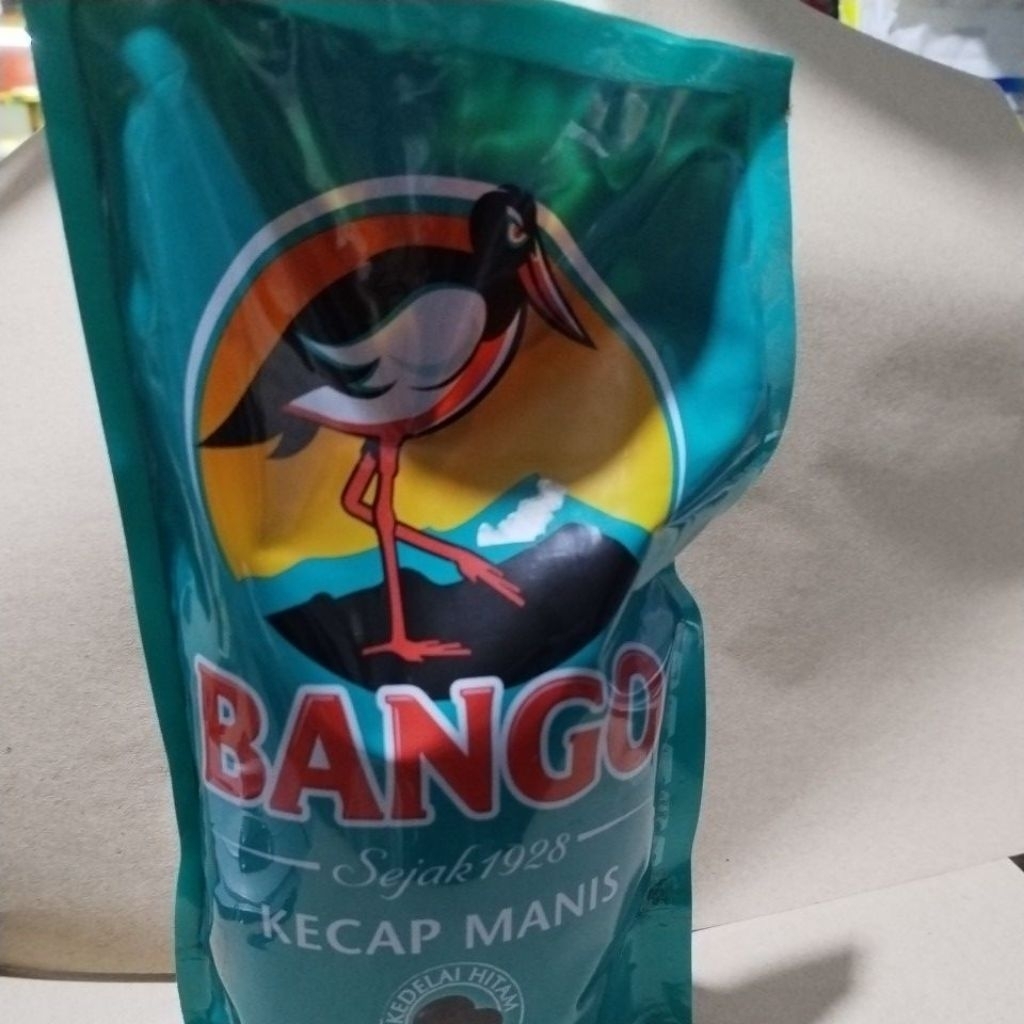 BANGO
Sejak 1928
KECAP MANIS
KEDELAI HITAM